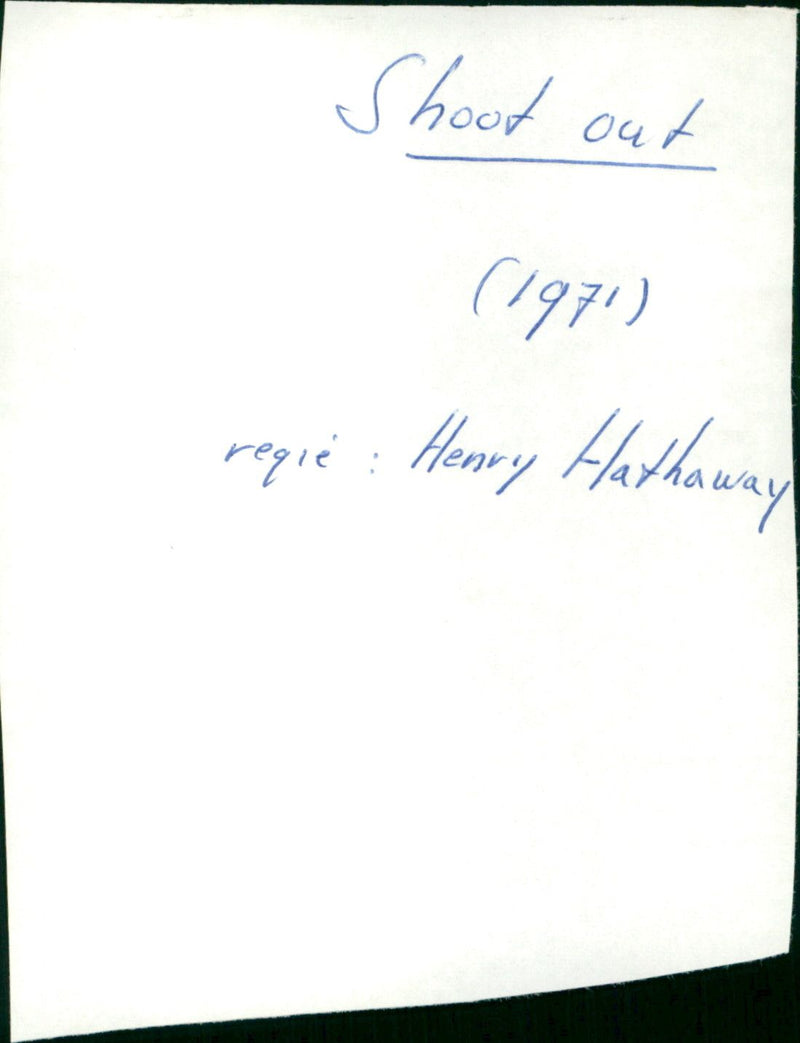 Shoot out
(1971)
regie : Henry Hathaway